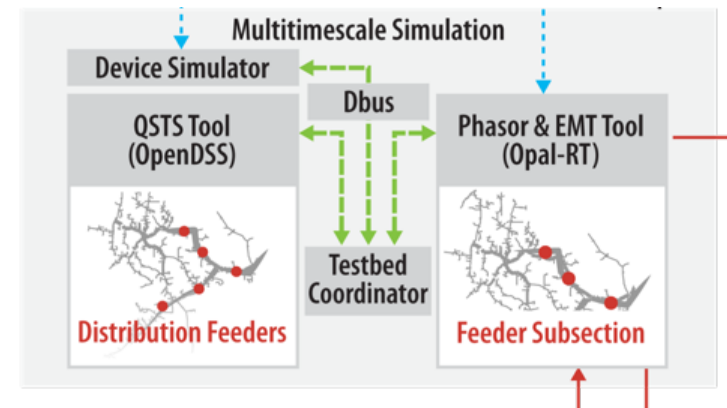 Multitimescale Simulation
Device Simulator
Dbus
QSTS Tool
(OpenDSS)
Phasor & EMT Tool
(Opal-RT)
Testbed
Coordinator
Distribution Feeders
Feeder Subsection